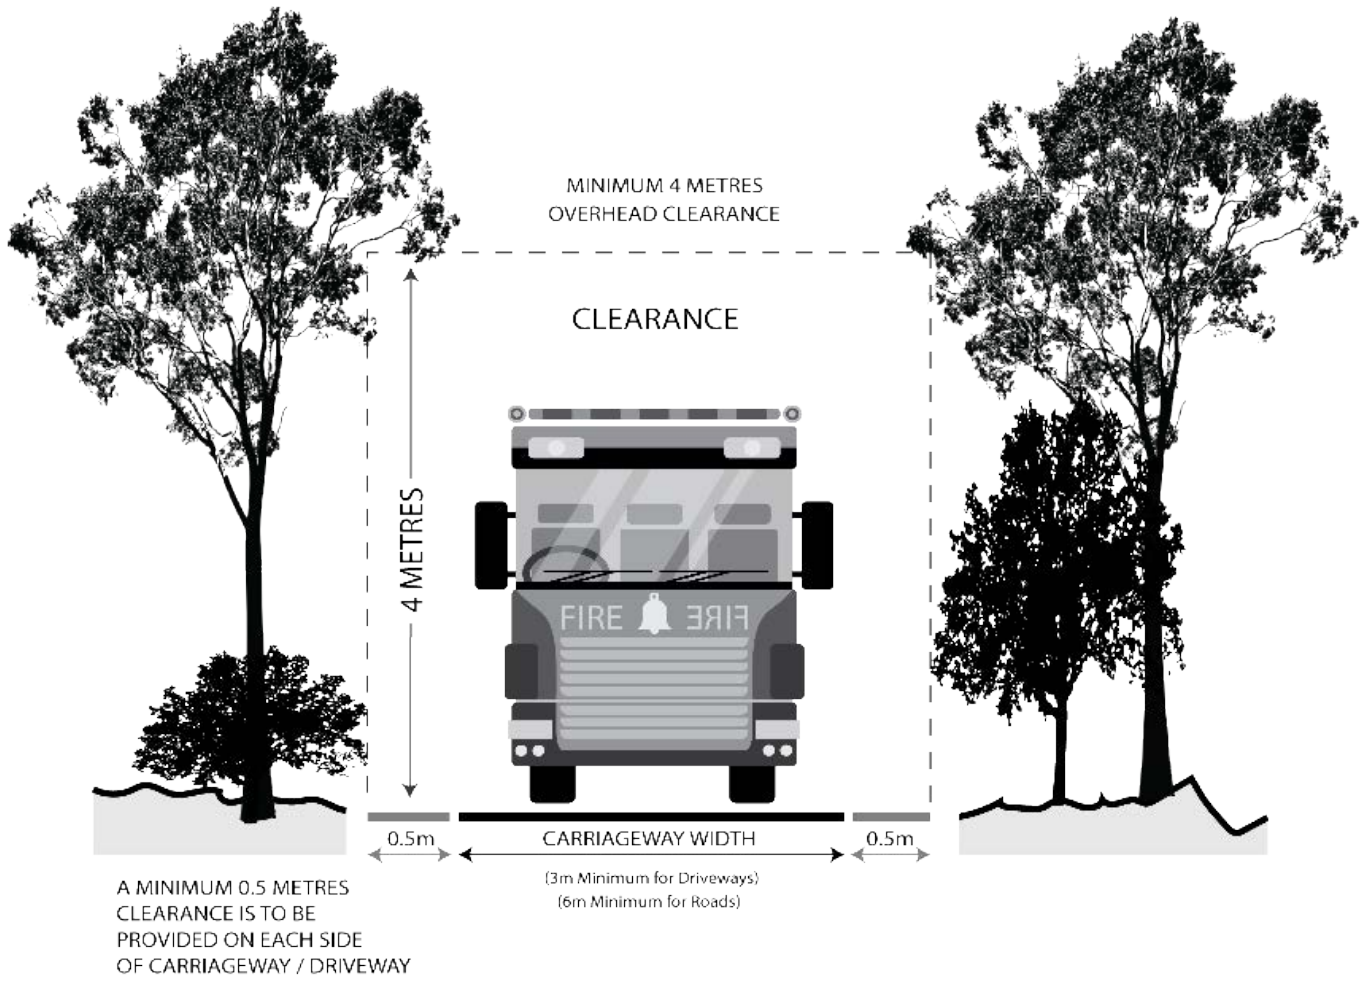 MINIMUM 4 METRES
OVERHEAD CLEARANCE
CLEARANCE
4 METRES
FIRE FIRE
0.5m
CARRIAGEWAY WIDTH
0.5m
(3m Minimum for Driveways)
(6m Minimum for Roads)
A MINIMUM 0.5 METRES
CLEARANCE IS TO BE
PROVIDED ON EACH SIDE
OF CARRIAGEWAY / DRIVEWAY